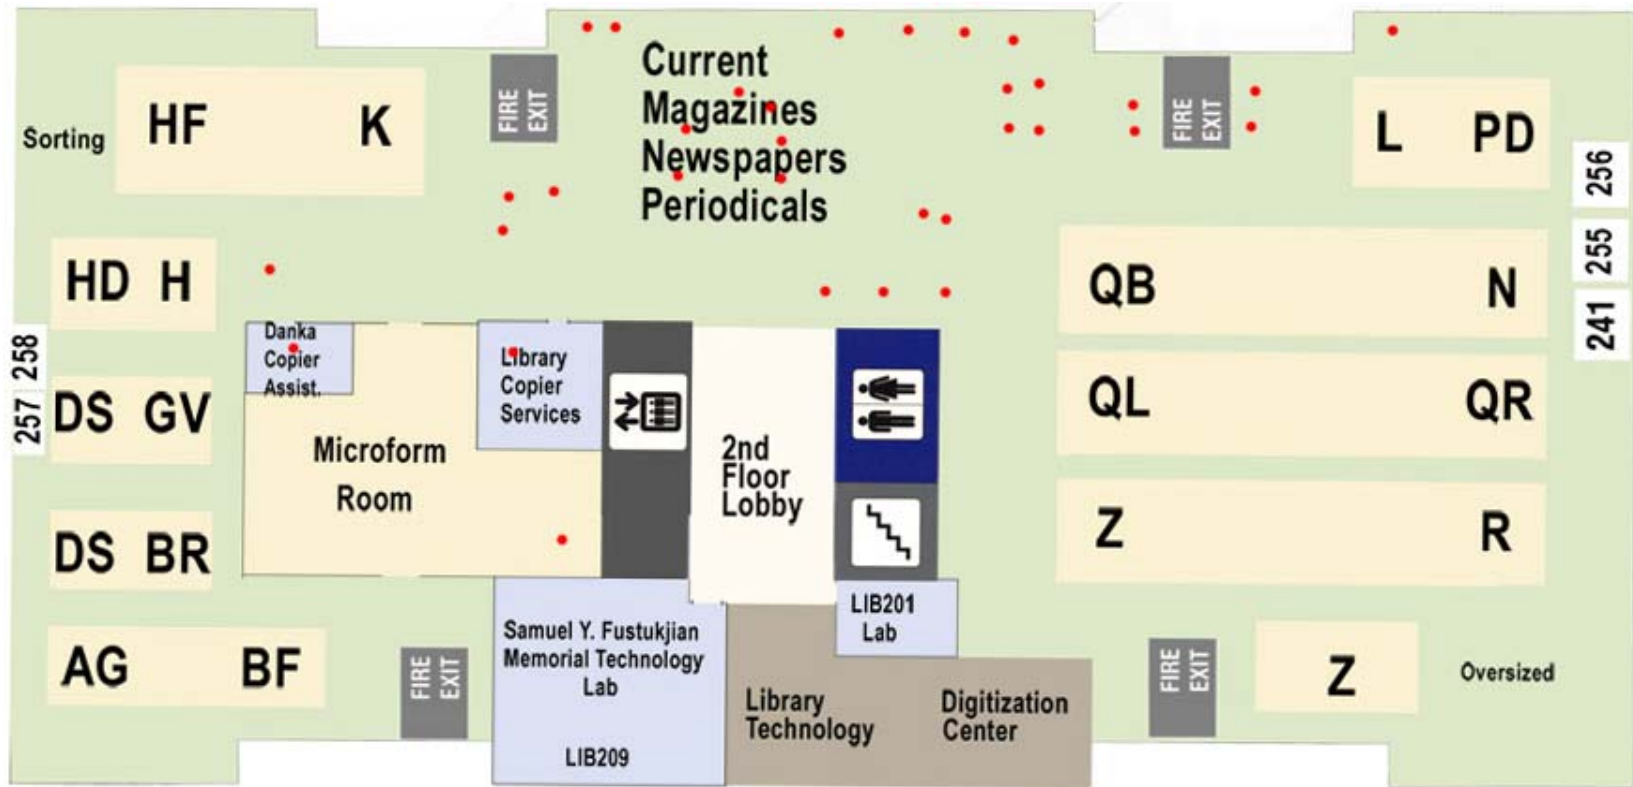 Current
Magazines
Newspapers
Periodicals
FIRE
EXIT
FIRE
EXIT
HF K
Sorting
L PD
256
255
241
HD H
QB N
258
257
Danka
Copier
Assist.
Library
Copier
Services
DS GV
QL QR
Microform
Room
2nd
Floor
Lobby
DS BR
Z R
LIB201
Lab
Samuel Y. Fustukjian
Memorial Technology
Lab
LIB209
AG BF
FIRE
EXIT
Library
Technology
Digitization
Center
FIRE
EXIT
Z
Oversized